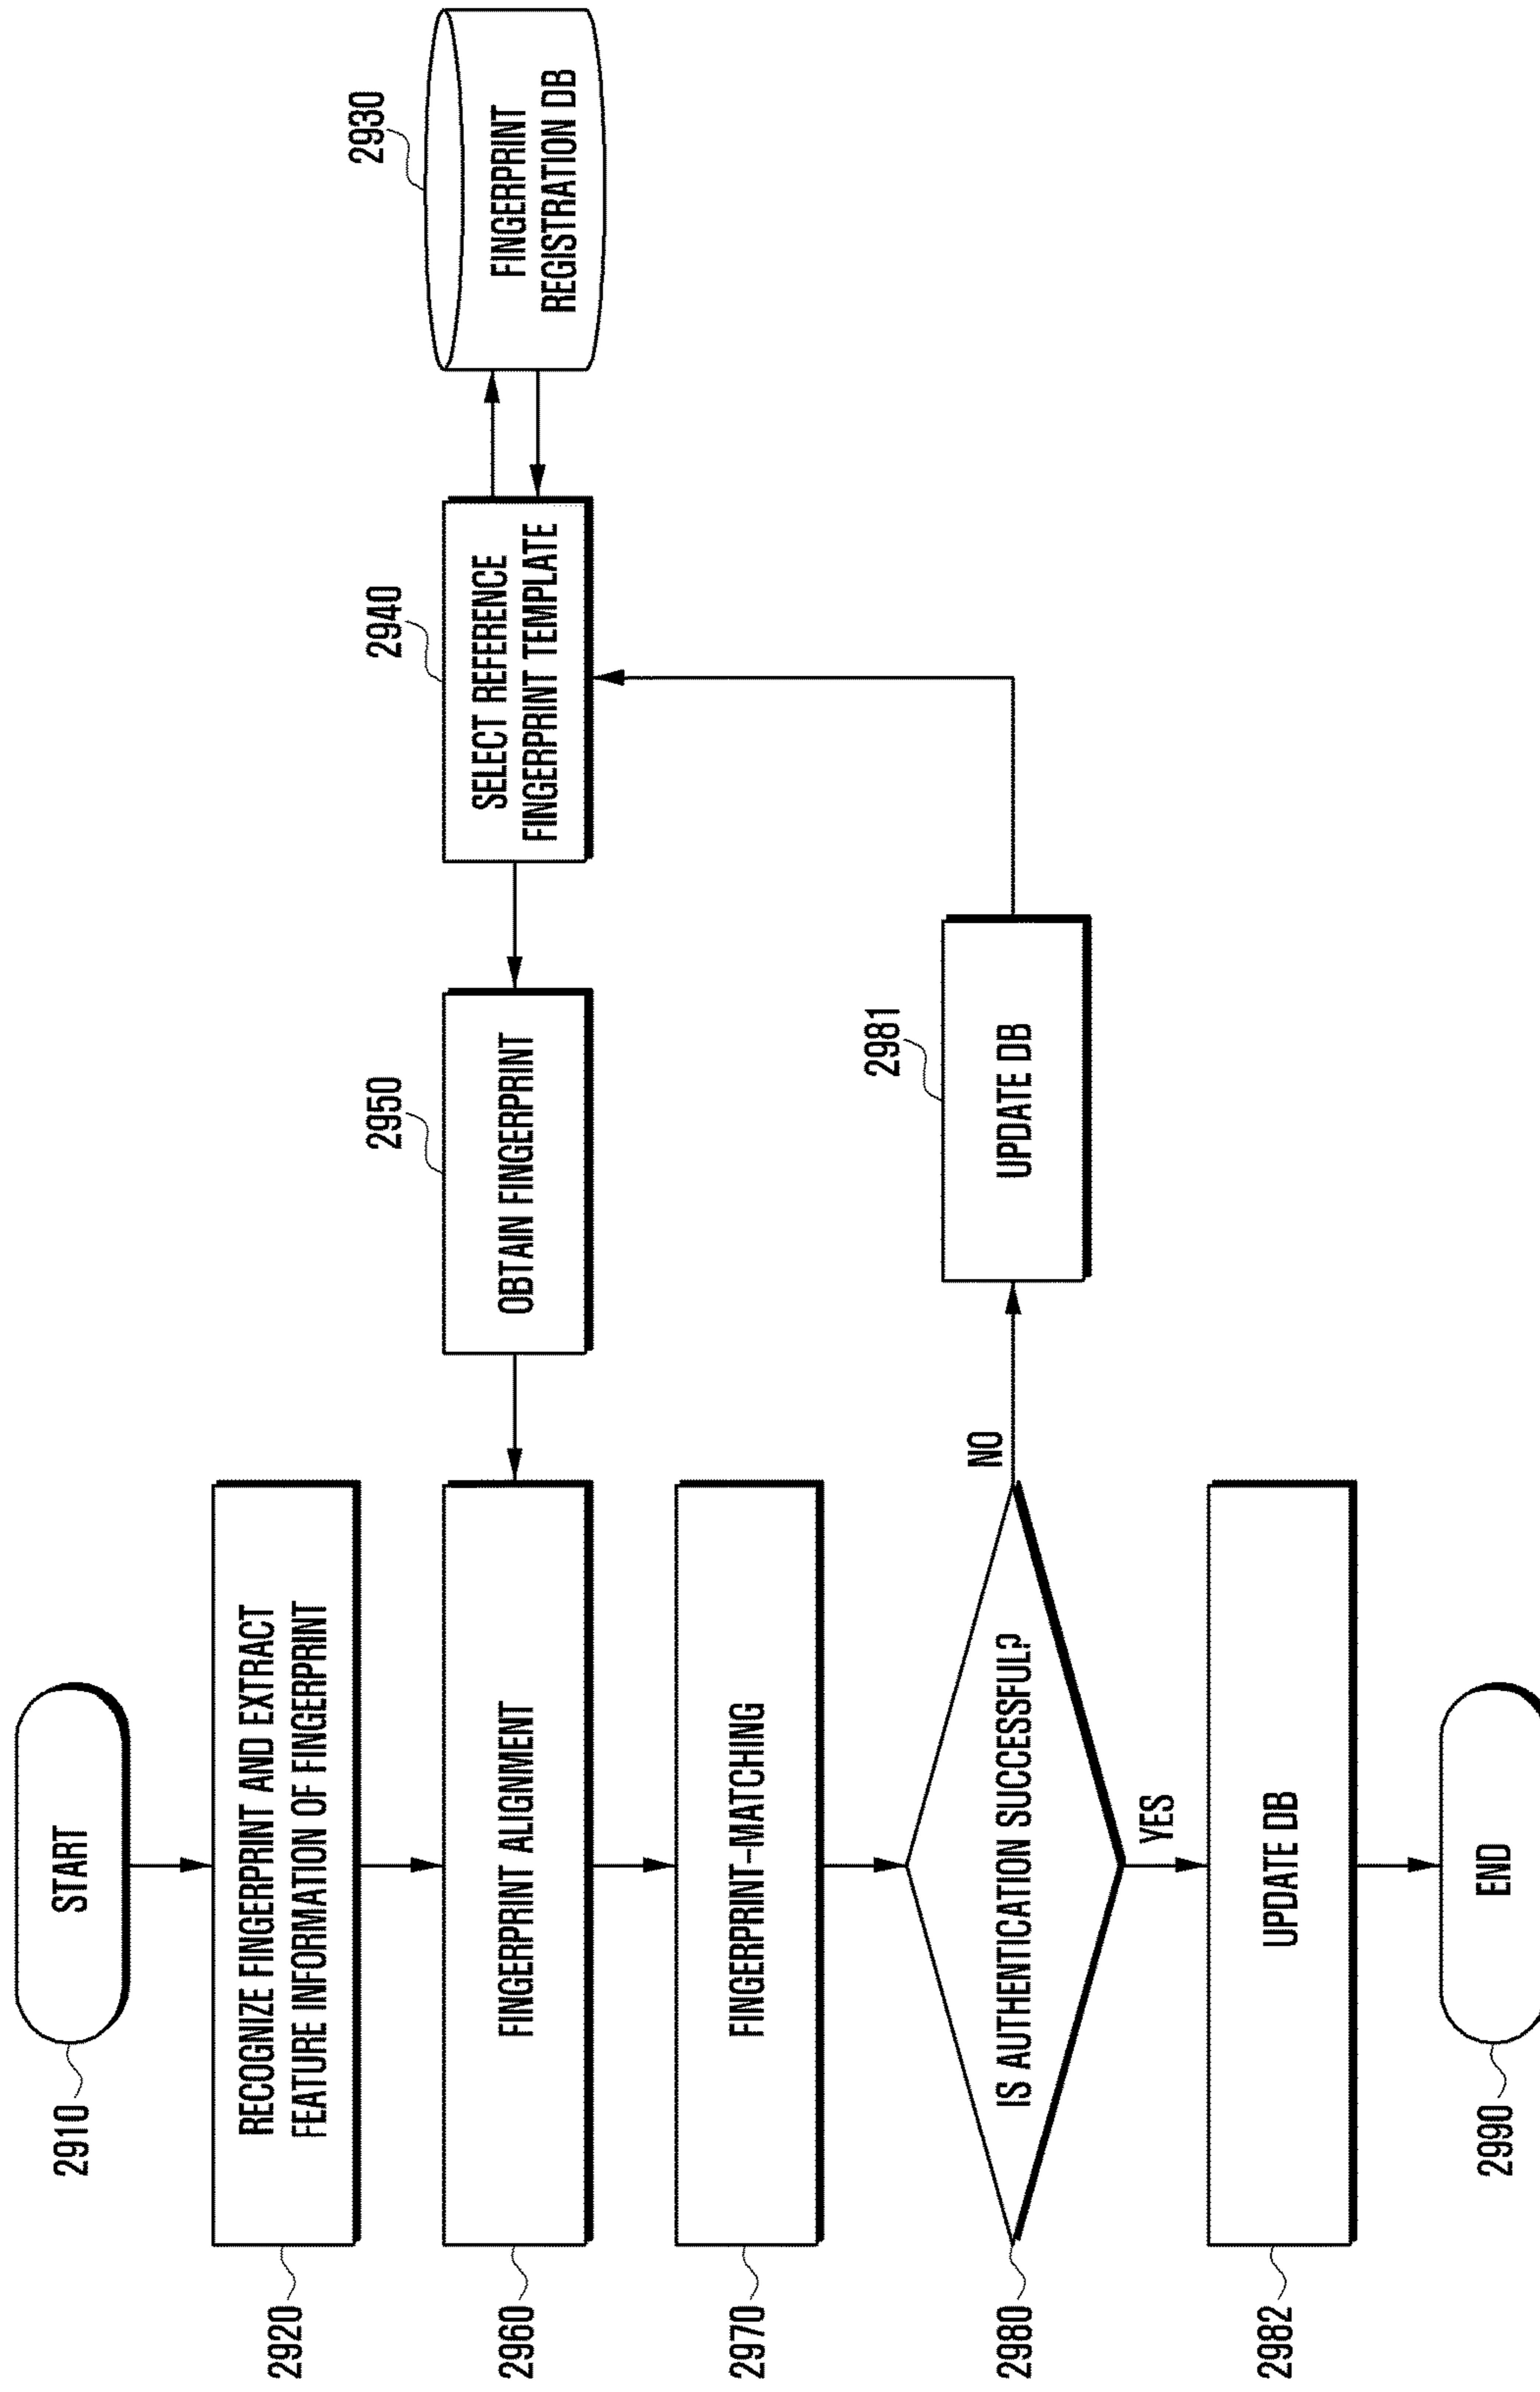 START
2910
RECOGNIZE FINGERPRINT AND EXTRACT
FEATURE INFORMATION OF FINGERPRINT
2920
FINGERPRINT ALIGNMENT
2960
OBTAIN FINGERPRINT
2950
SELECT REFERENCE
FINGERPRINT TEMPLATE
2940
FINGERPRINT
REGISTRATION DB
2930
FINGERPRINT-MATCHING
2970
IS AUTHENTICATION SUCCESSFUL?
2980
NO
UPDATE DB
2981
YES
UPDATE DB
2982
END
2990